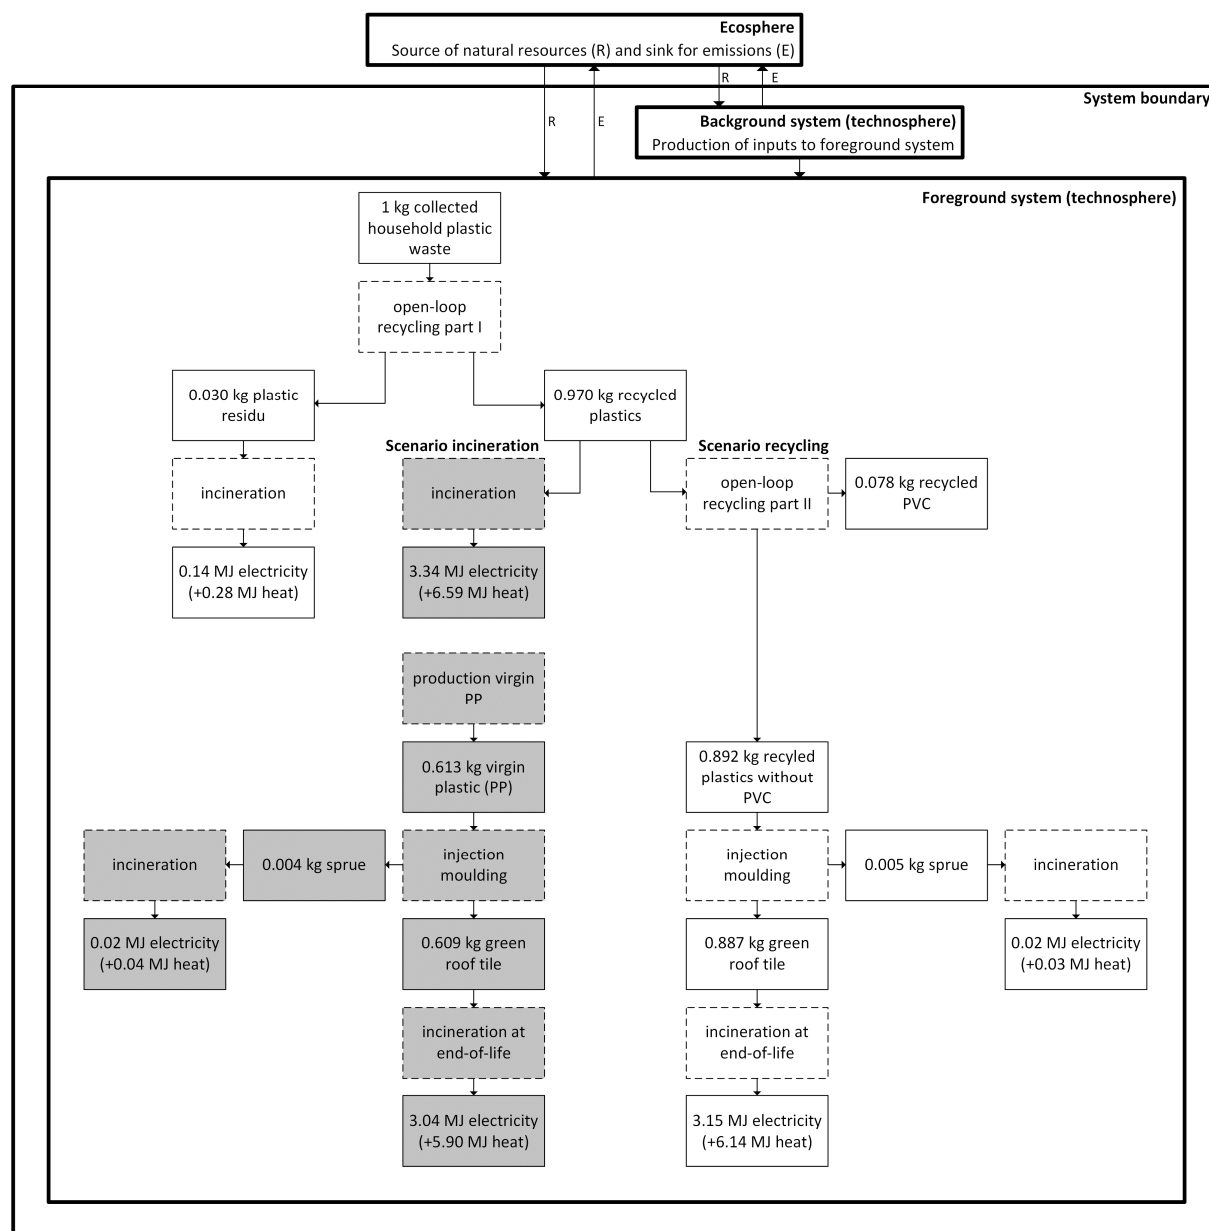 Ecosphere
Source of natural resources (R) and sink for emissions (E)
R
E
System boundary
R
E
Background system (technosphere)
Production of inputs to foreground system
Foreground system (technosphere)
1 kg collected
household plastic
waste
open-loop
recycling part I
0.030 kg plastic
residu
0.970 kg recycled
plastics
Scenario incineration
Scenario recycling
incineration
incineration
open-loop
recycling part II
0.078 kg recycled
PVC
0.14 MJ electricity
(+0.28 MJ heat)
3.34 MJ electricity
(+6.59 MJ heat)
production virgin
PP
0.613 kg virgin
plastic (PP)
0.892 kg recyled
plastics without
PVC
incineration
0.004 kg sprue
injection
moulding
injection
moulding
0.005 kg sprue
incineration
0.02 MJ electricity
(+0.04 MJ heat)
0.609 kg green
roof tile
0.887 kg green
roof tile
0.02 MJ electricity
(+0.03 MJ heat)
incineration at
end-of-life
incineration at
end-of-life
3.04 MJ electricity
(+5.90 MJ heat)
3.15 MJ electricity
(+6.14 MJ heat)